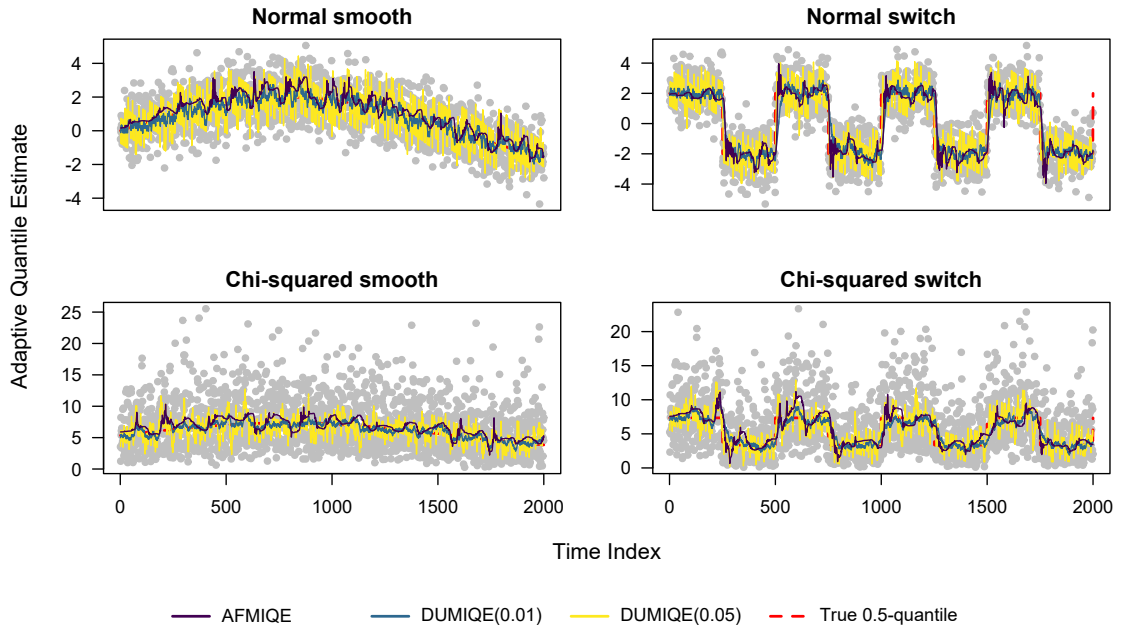 Normal smooth
Normal switch
4
2
0
-2
-4
4
2
0
-2
-4
Adaptive Quantile Estimate
Chi-squared smooth
Chi-squared switch
25
20
15
10
5
0
20
15
10
5
0
0 500 1000 1500 2000
0 500 1000 1500 2000
Time Index
AFMIQE DUMIQE(0.01) DUMIQE(0.05) True 0.5-quantile